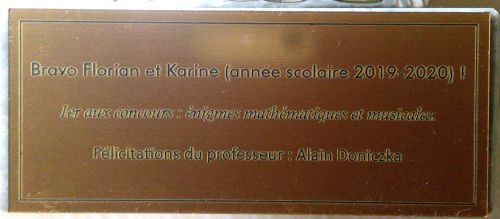 Bravo Florian et Karine (année scolaire 2019-2020) !
1er aux concours : énigmes mathématiques et musicales.
Félicitations du professeur : Alain Doniczka